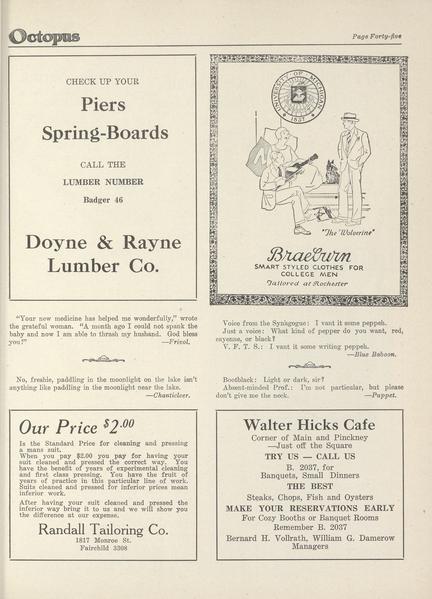 Octopus
Page Forty-five
CHECK UP YOUR
Piers
Spring-Boards
CALL THE
LUMBER NUMBER
Badger 46
Doyne & Rayne
Lumber Co.
UNIVERSITY OF MICHIGAN
1837
"The Wolverine"
Braeburn
SMART STYLED CLOTHES FOR
COLLEGE MEN
Tailored at Rochester
"Your new medicine has helped me wonderfully," wrote
the grateful woman. "A month ago I could not spank the
baby and now I am able to thrash my husband. God bless
you!"
—Frivol.
No, freshie, paddling in the moonlight on the lake isn't
anything like paddling in the moonlight near the lake.
—Chanticleer.
Voice from the Synagogue: I vant it sume peppeh.
Just a voice: What kind of pepper do you want, red,
cayenne, or black?
V. F. T. S.: I vant it some writing peppeh.
—Blue Baboon.
Bootblack: Light or dark, sir?
Absent-minded Prof.: I'm not particular, but please
don't give me the neck.
—Puppet.
Our Price $2.00
Is the Standard Price for cleaning and pressing
a mans suit.
When you pay $2.00 you pay for having your
suit cleaned and pressed the correct way. You
have the benefit of years of experimental cleaning
and first class pressing. You have the fruit of
years of practice in this particular line of work.
Suits cleaned and pressed for inferior prices mean
inferior work.
After having your suit cleaned and pressed the
inferior way bring it to us and we will show you
the difference at our expense.
Randall Tailoring Co.
1817 Monroe St.
Fairchild 3308
Walter Hicks Cafe
Corner of Main and Pinckney
—Just off the Square
TRY US — CALL US
B. 2037, for
Banquets, Small Dinners
THE BEST
Steaks, Chops, Fish and Oysters
MAKE YOUR RESERVATIONS EARLY
For Cozy Booths or Banquet Rooms
Remember B. 2037
Bernard H. Vollrath, William G. Damerow
Managers